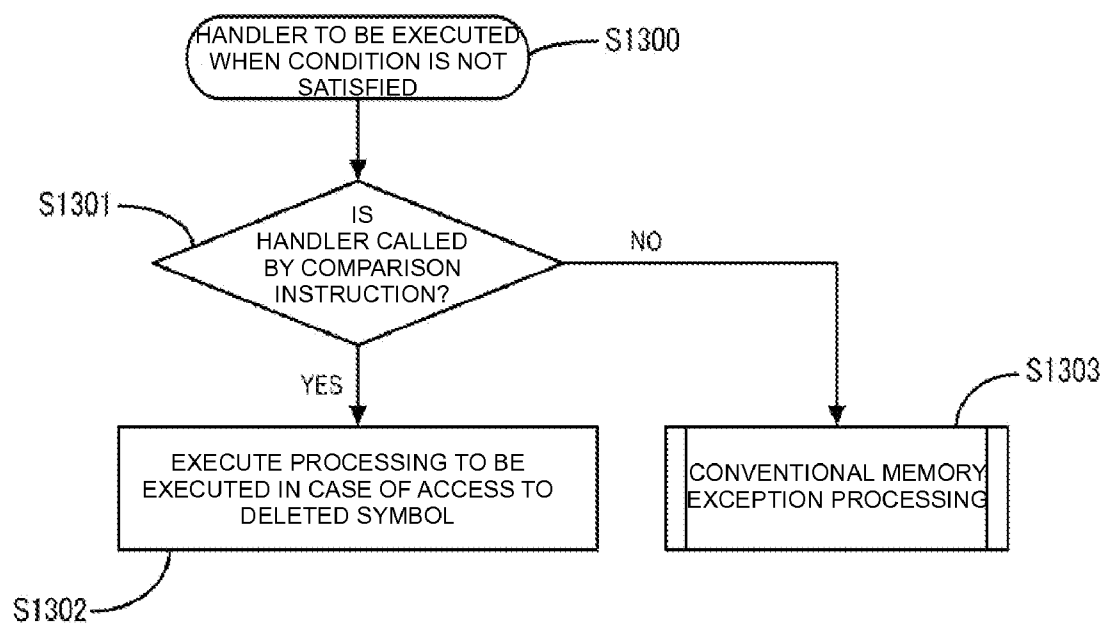 HANDLER TO BE EXECUTED
WHEN CONDITION IS NOT
SATISFIED
S1300
S1301
IS
HANDLER CALLED
BY COMPARISON
INSTRUCTION?
NO
YES
S1303
EXECUTE PROCESSING TO BE
EXECUTED IN CASE OF ACCESS TO
DELETED SYMBOL
CONVENTIONAL MEMORY
EXCEPTION PROCESSING
S1302